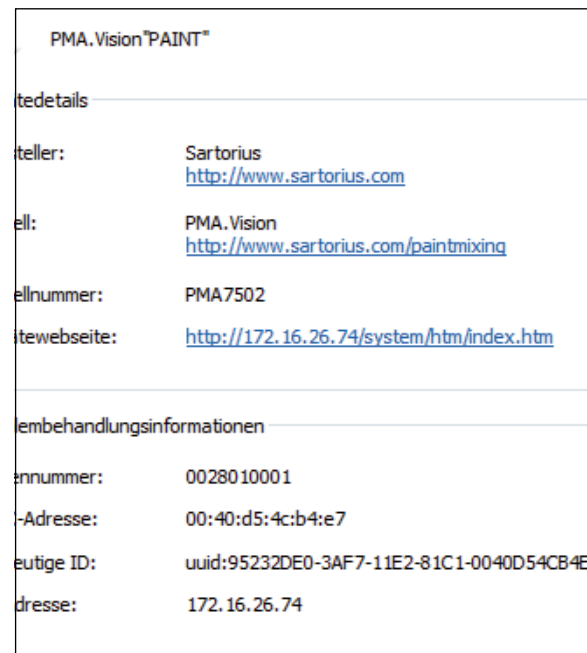 PMA.Vision"PAINT"
tedetails
steller: Sartorius
http://www.sartorius.com
ell: PMA.Vision
http://www.sartorius.com/paintmixing
ellnummer: PMA7502
itewebseite: http://172.16.26.74/system/htm/index.htm
lembehandlungsinformationen
ennummer: 0028010001
-Adresse: 00:40:d5:4c:b4:e7
eutige ID: uuid:95232DE0-3AF7-11E2-81C1-0040D54CB4E
dresse: 172.16.26.74